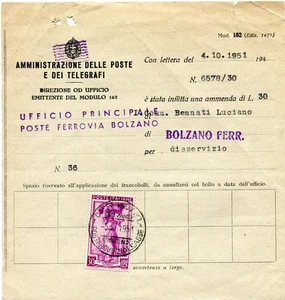 Mod. 162 (Ediz. 1937)
AMMINISTRAZIONE DELLE POSTE
E DEI TELEGRAFI
DIREZIONE OD UFFICIO
EMITTENTE DEL MODULO 162
Con lettera del 4.10.1951 194
N. 6578/30
è stata inflitta una ammenda di L. 30
UFFICIO PRINCIPALE
POSTE FERROVIA BOLZANO
Bennati Luciano
di BOLZANO FERR.
per disservizio
N. 36
Spazio riservato all'applicazione dei francobolli, da annullarsi col bollo a data dell'ufficio.
avvertenze a tergo.
30